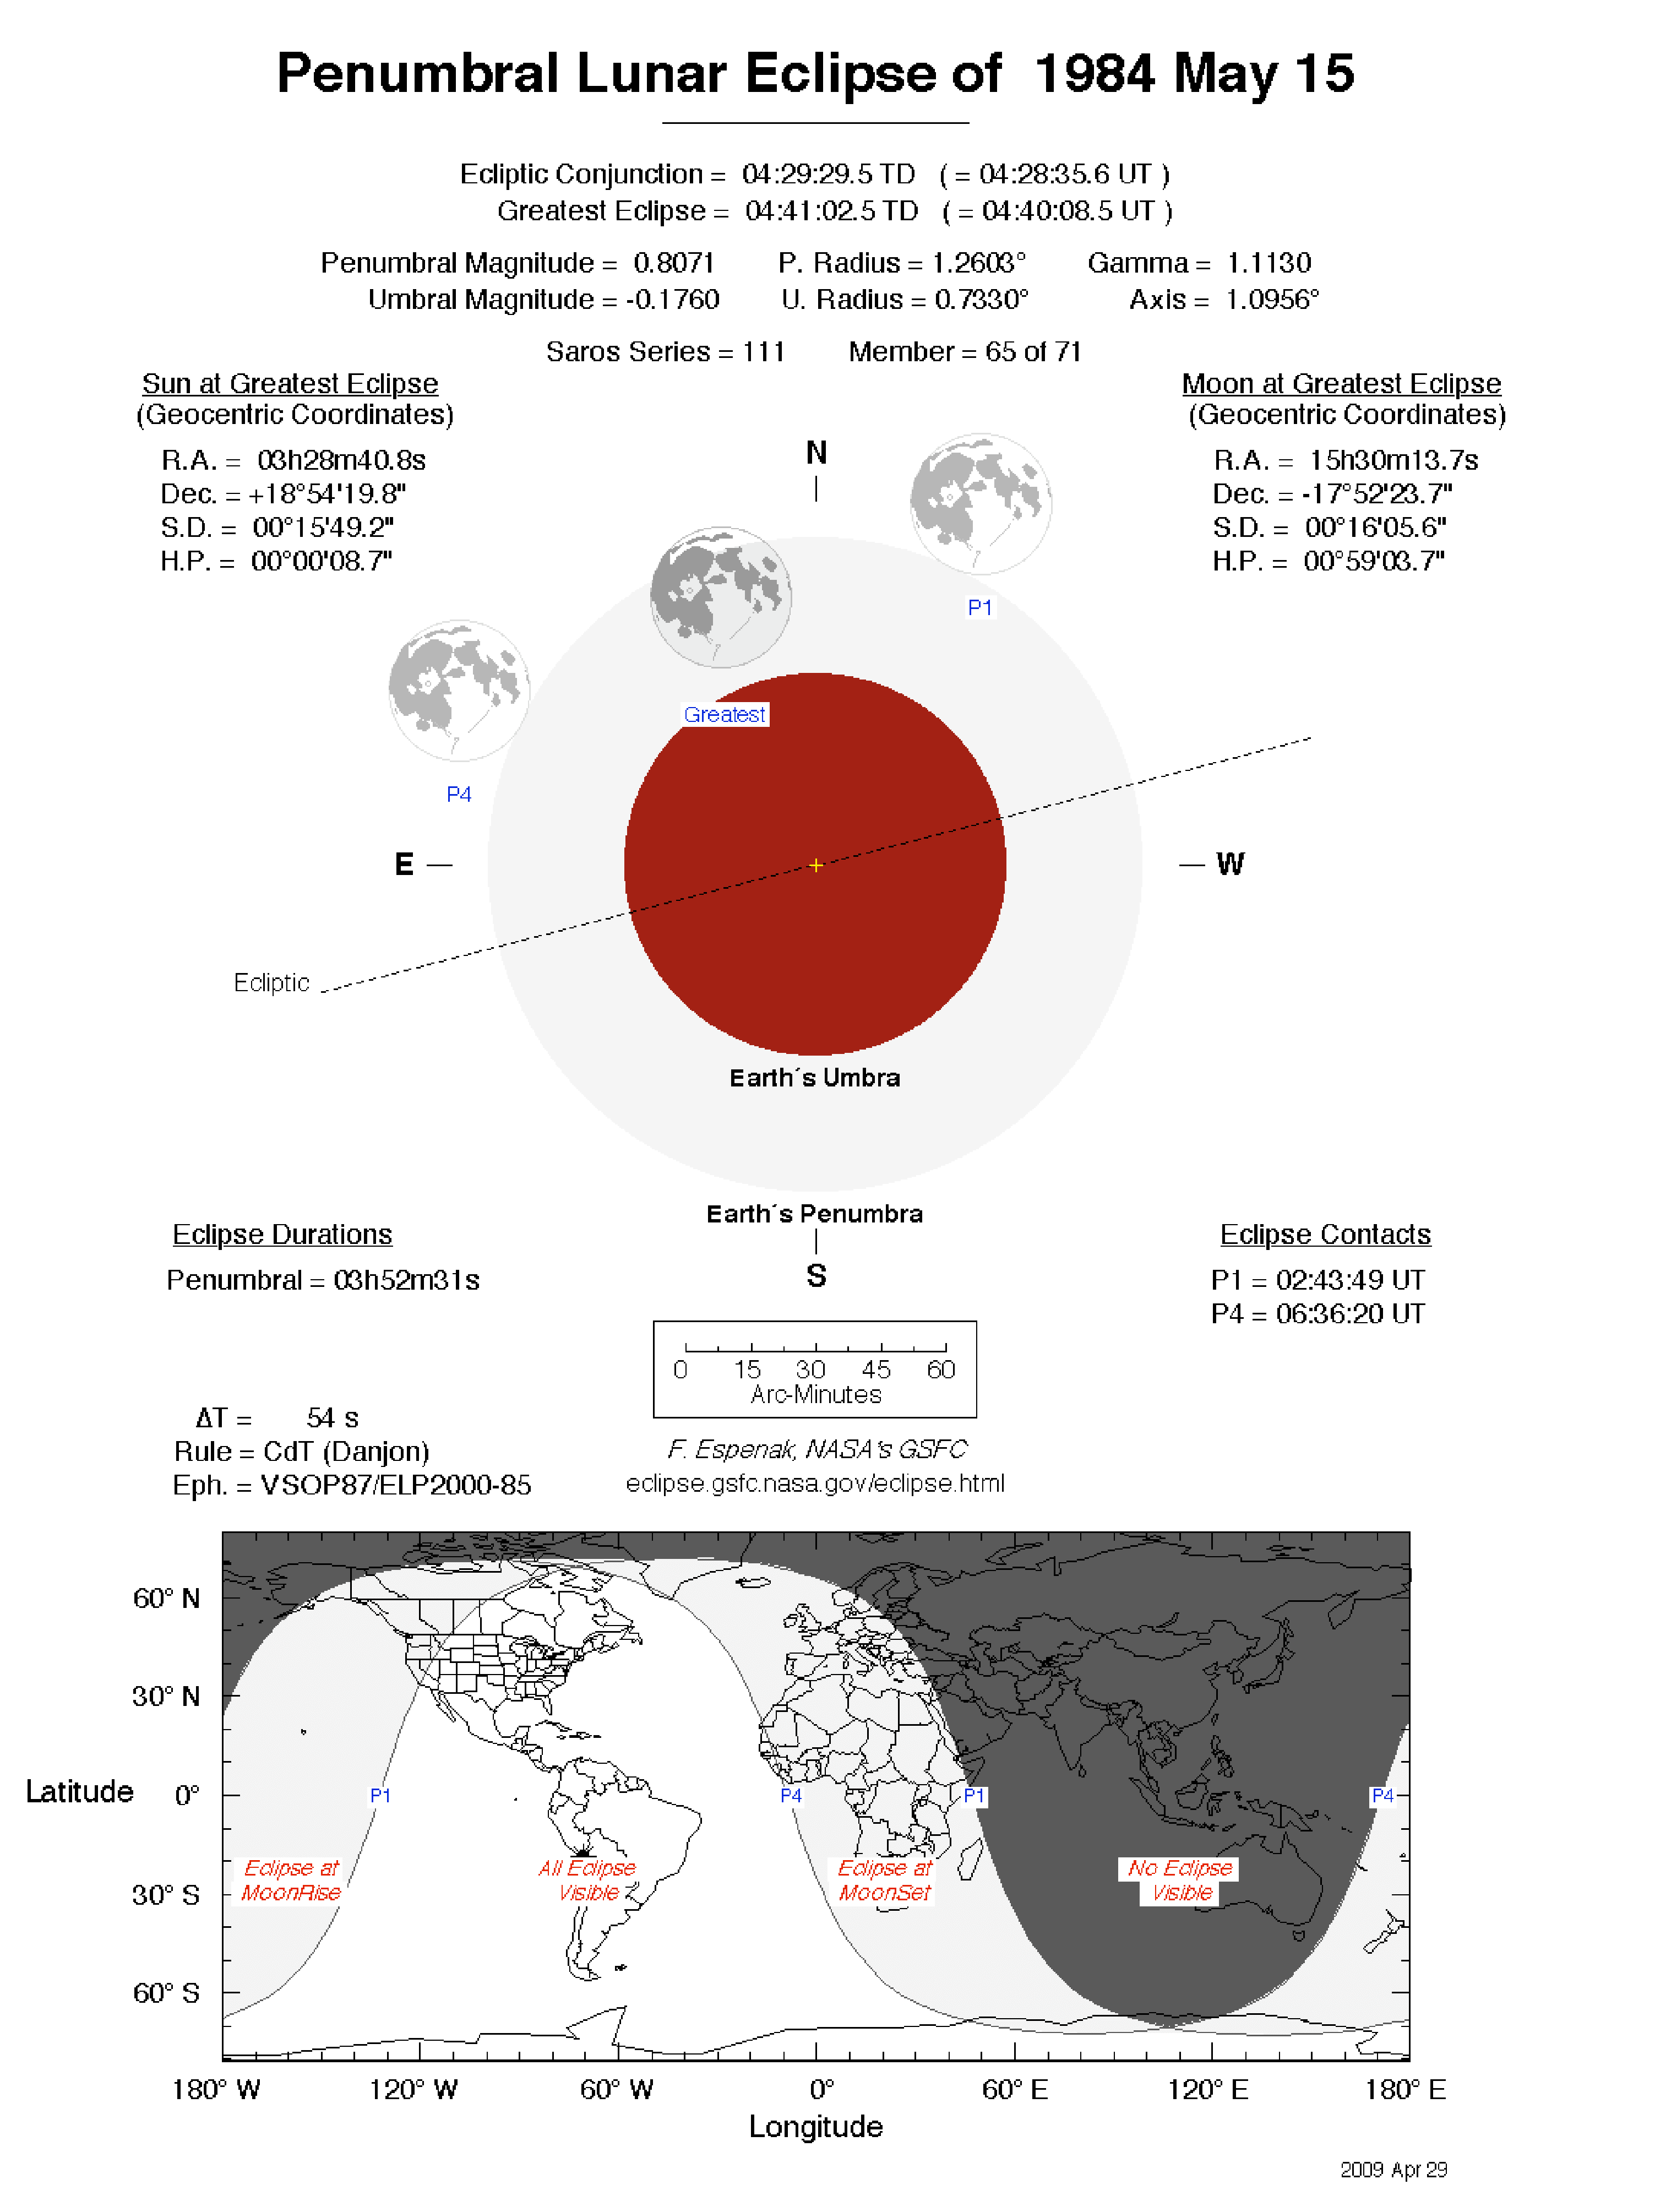 Penumbral Lunar Eclipse of 1984 May 15
Ecliptic Conjunction = 04:29:29.5 TD ( = 04:28:35.6 UT )
Greatest Eclipse = 04:41:02.5 TD ( = 04:40:08.5 UT )
Penumbral Magnitude = 0.8071 P. Radius = 1.2603° Gamma = 1.1130
Umbral Magnitude = -0.1760 U. Radius = 0.7330° Axis = 1.0956°
Saros Series = 111 Member = 65 of 71
Sun at Greatest Eclipse
(Geocentric Coordinates)
R.A. = 03h28m40.8s
Dec. = +18°54'19.8"
S.D. = 00°15'49.2"
H.P. = 00°00'08.7"
Moon at Greatest Eclipse
(Geocentric Coordinates)
R.A. = 15h30m13.7s
Dec. = -17°52'23.7"
S.D. = 00°16'05.6"
H.P. = 00°59'03.7"
N
P1
Greatest
P4
E
W
Ecliptic
Earth´s Umbra
Earth´s Penumbra
S
Eclipse Durations
Penumbral = 03h52m31s
Eclipse Contacts
P1 = 02:43:49 UT
P4 = 06:36:20 UT
0 15 30 45 60
Arc-Minutes
ΔT = 54 s
Rule = CdT (Danjon)
Eph. = VSOP87/ELP2000-85
F. Espenak, NASA's GSFC
eclipse.gsfc.nasa.gov/eclipse.html
60° N
30° N
Latitude 0°
30° S
60° S
P1 P4 P1 P4
Eclipse at
MoonRise
All Eclipse
Visible
Eclipse at
MoonSet
No Eclipse
Visible
180° W 120° W 60° W 0° 60° E 120° E 180° E
Longitude
2009 Apr 29